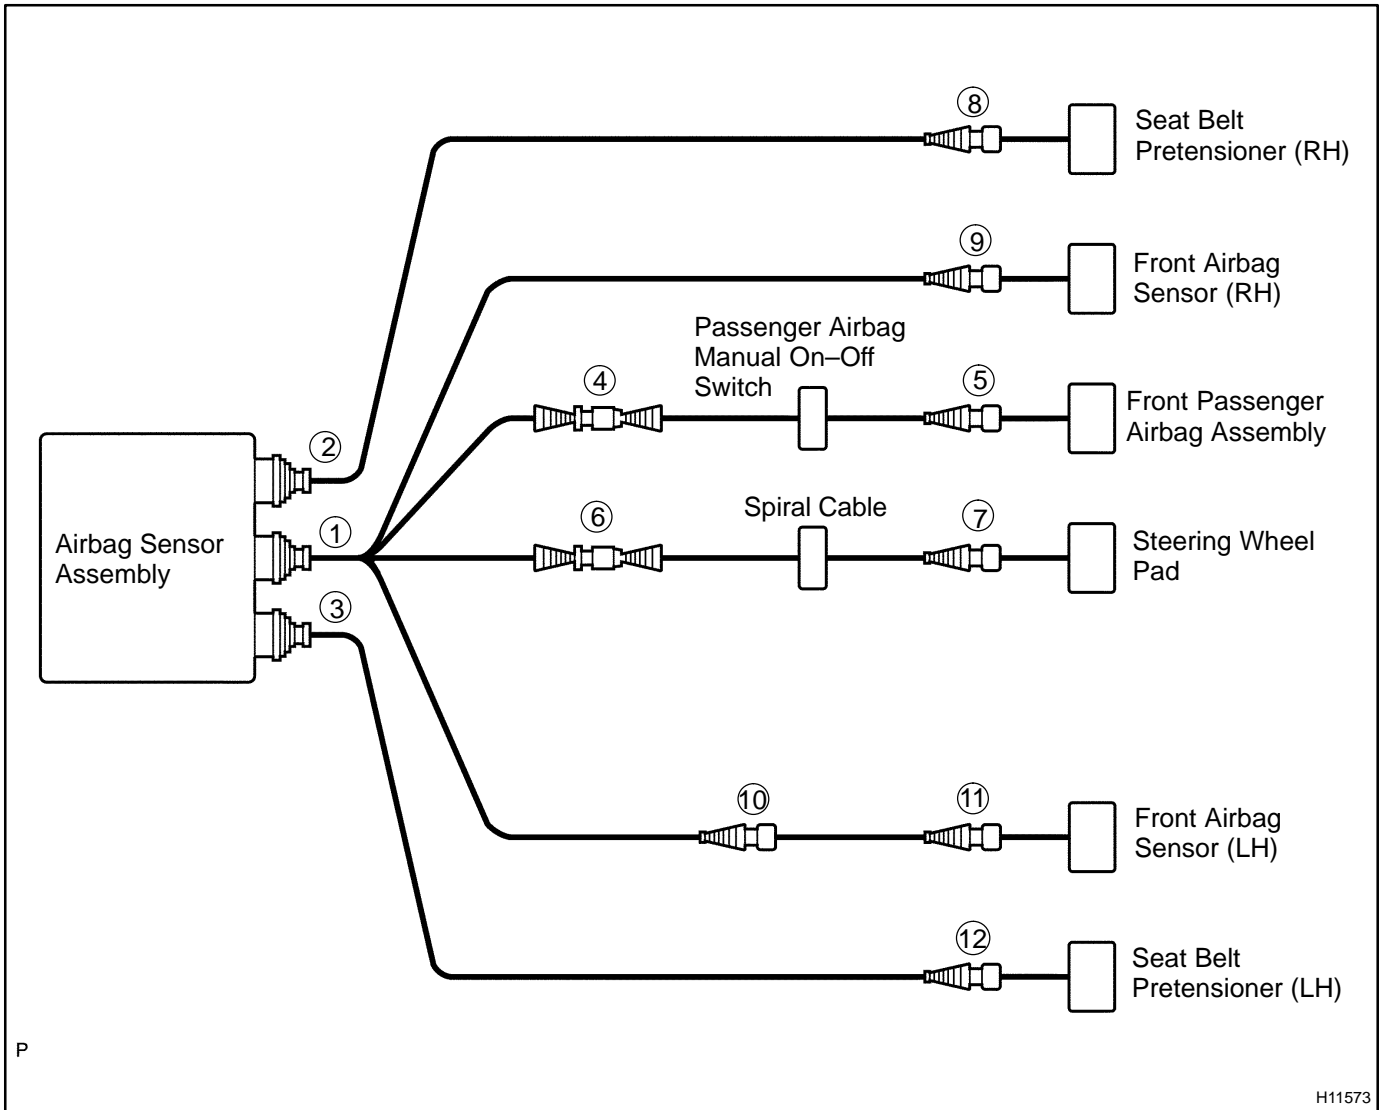 8
Seat Belt
Pretensioner (RH)
9
Front Airbag
Sensor (RH)
Passenger Airbag
Manual On–Off
Switch
4
5
Front Passenger
Airbag Assembly
2
Airbag Sensor
Assembly
1
6
Spiral Cable
7
Steering Wheel
Pad
3
10
11
Front Airbag
Sensor (LH)
12
Seat Belt
Pretensioner (LH)
P
H11573